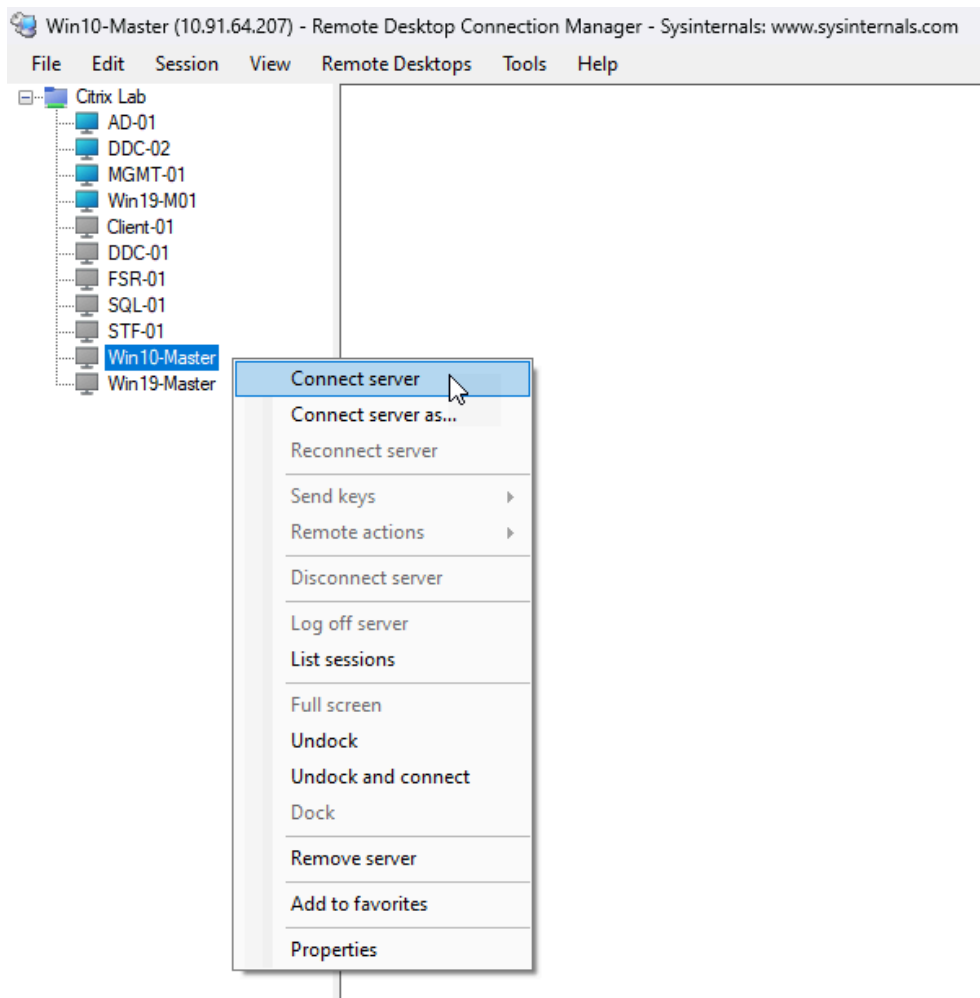 Win10-Master (10.91.64.207) - Remote Desktop Connection Manager - Sysinternals: www.sysinternals.com
File Edit Session View Remote Desktops Tools Help
Citrix Lab
AD-01
DDC-02
MGMT-01
Win19-M01
Client-01
DDC-01
FSR-01
SQL-01
STF-01
Win10-Master
Win19-Master
Connect server
Connect server as...
Reconnect server
Send keys
Remote actions
Disconnect server
Log off server
List sessions
Full screen
Undock
Undock and connect
Dock
Remove server
Add to favorites
Properties